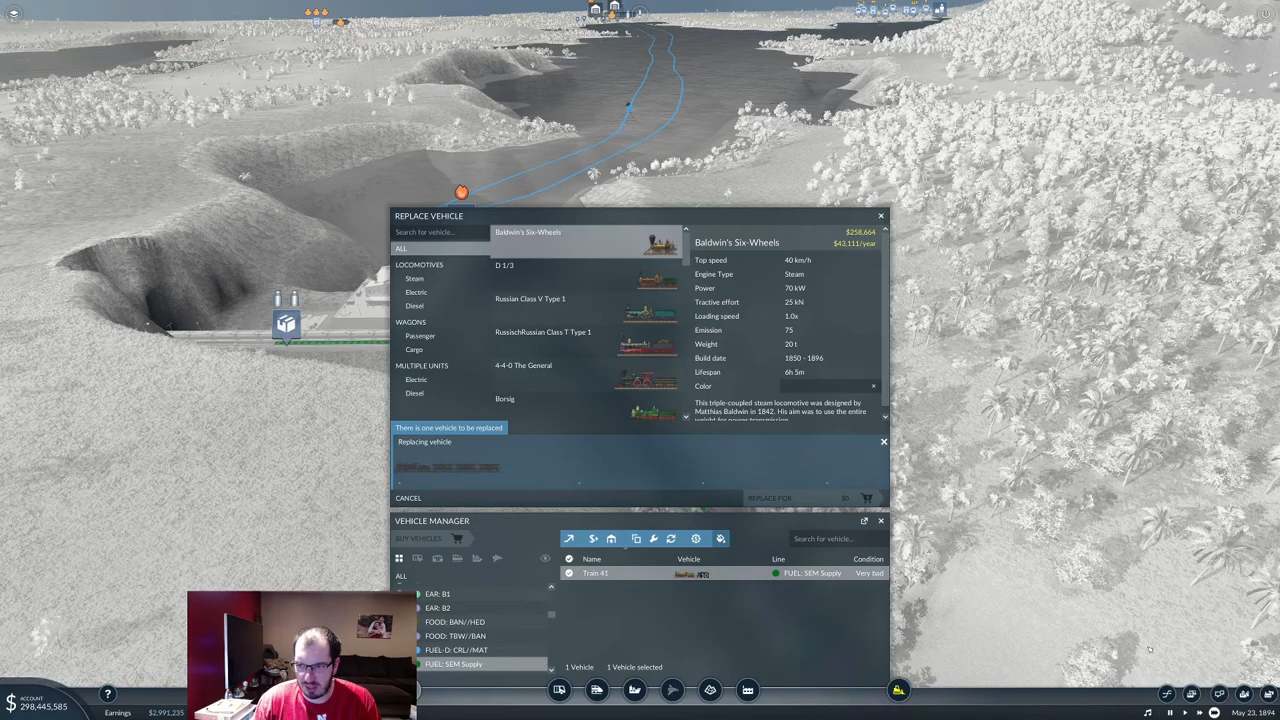 REPLACE VEHICLE
Search for vehicle...
ALL
LOCOMOTIVES
Steam
Electric
Diesel
WAGONS
Passenger
Cargo
MULTIPLE UNITS
Electric
Diesel
Baldwin's Six-Wheels
D 1/3
Russian Class V Type 1
RussischRussian Class T Type 1
4-4-0 The General
Borsig
$258,664
Baldwin's Six-Wheels
$43,111/year
Top speed 40 km/h
Engine Type Steam
Power 70 kW
Tractive effort 25 kN
Loading speed 1.0x
Emission 75
Weight 20 t
Build date 1850 - 1896
Lifespan 6h 5m
Color
This triple-coupled steam locomotive was designed by
Matthias Baldwin in 1842. His aim was to use the entire
weight for power transmission.
There is one vehicle to be replaced
Replacing vehicle
CANCEL
REPLACE FOR $0
VEHICLE MANAGER
BUY VEHICLES
Search for vehicle...
ALL
EAR: B1
EAR: B2
FOOD: BAN//HED
FOOD: TBW//BAN
FUEL-D: CRL//MAT
FUEL: SEM Supply
Name Vehicle Line Condition
Train 41 FUEL: SEM Supply Very bad
1 Vehicle 1 Vehicle selected
$ ACCOUNT
298,445,585
?
Earnings $2,991,235
May 23, 1894